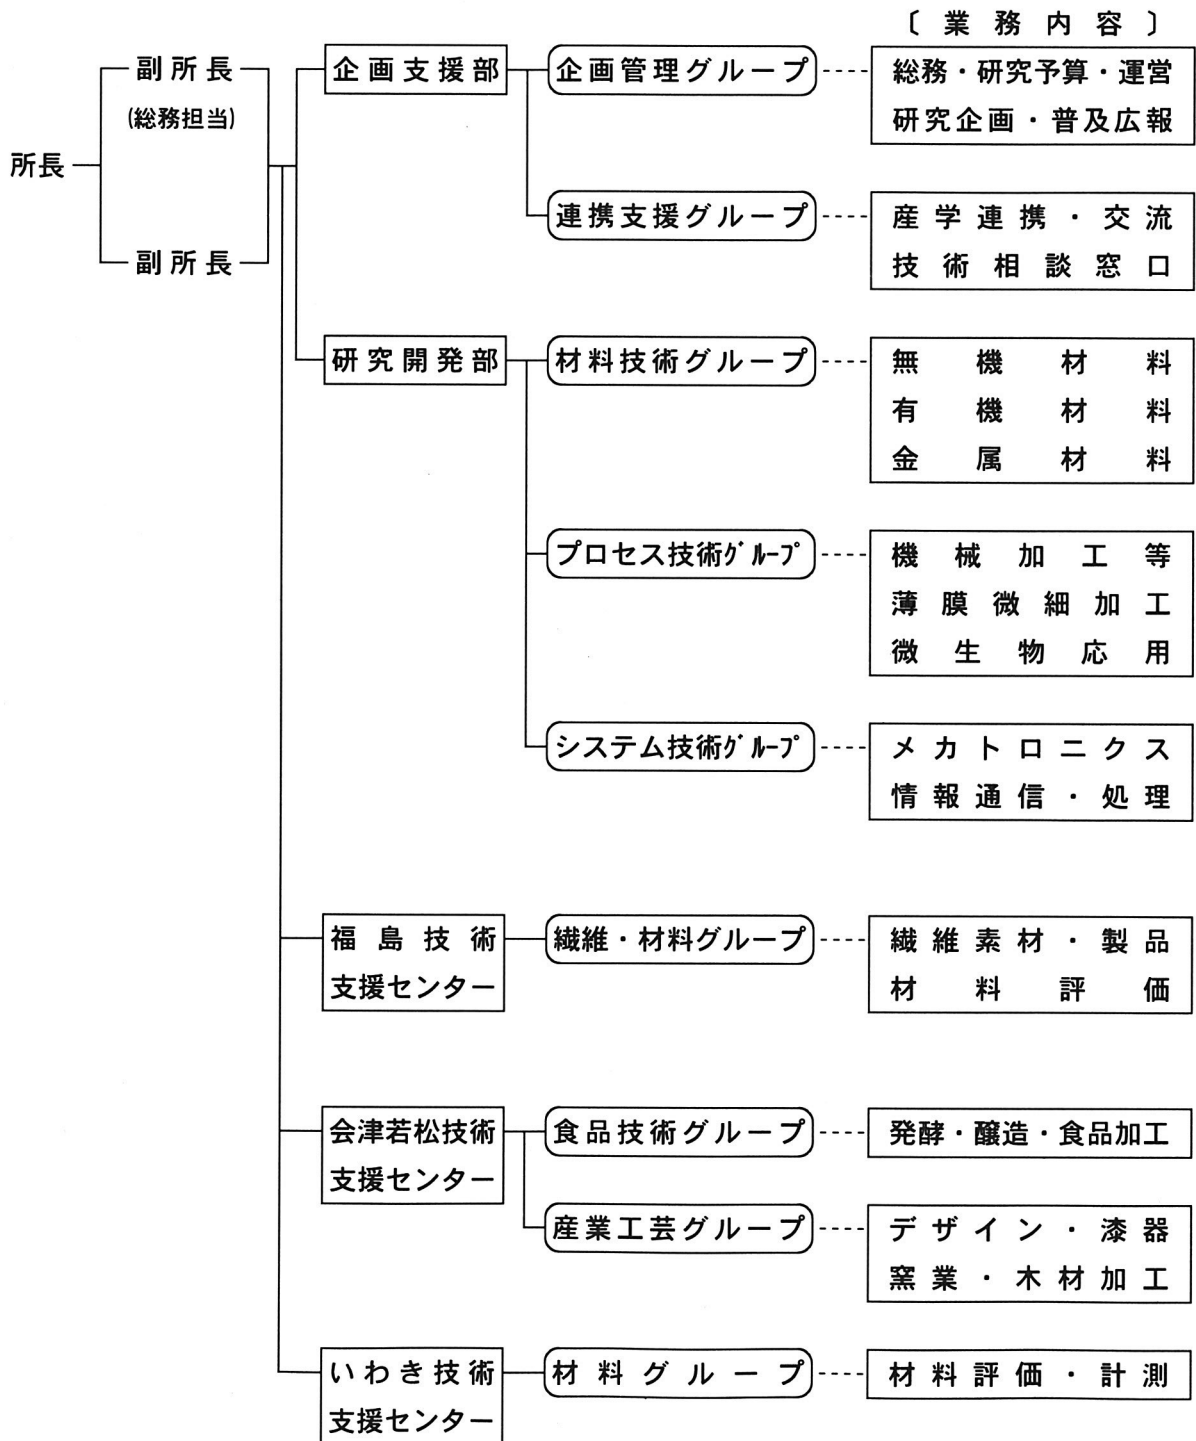 〔業務内容〕
副所長
(総務担当)
所長
副所長
企画支援部
企画管理グループ
総務・研究予算・運営
研究企画・普及広報
連携支援グループ
産学連携・交流
技術相談窓口
研究開発部
材料技術グループ
無機材料
有機材料
金属材料
プロセス技術グループ
機械加工等
薄膜微細加工
微生物応用
システム技術グループ
メカトロニクス
情報通信・処理
福島技術
支援センター
繊維・材料グループ
繊維素材・製品
材料評価
会津若松技術
支援センター
食品技術グループ
発酵・醸造・食品加工
産業工芸グループ
デザイン・漆器
窯業・木材加工
いわき技術
支援センター
材料グループ
材料評価・計測